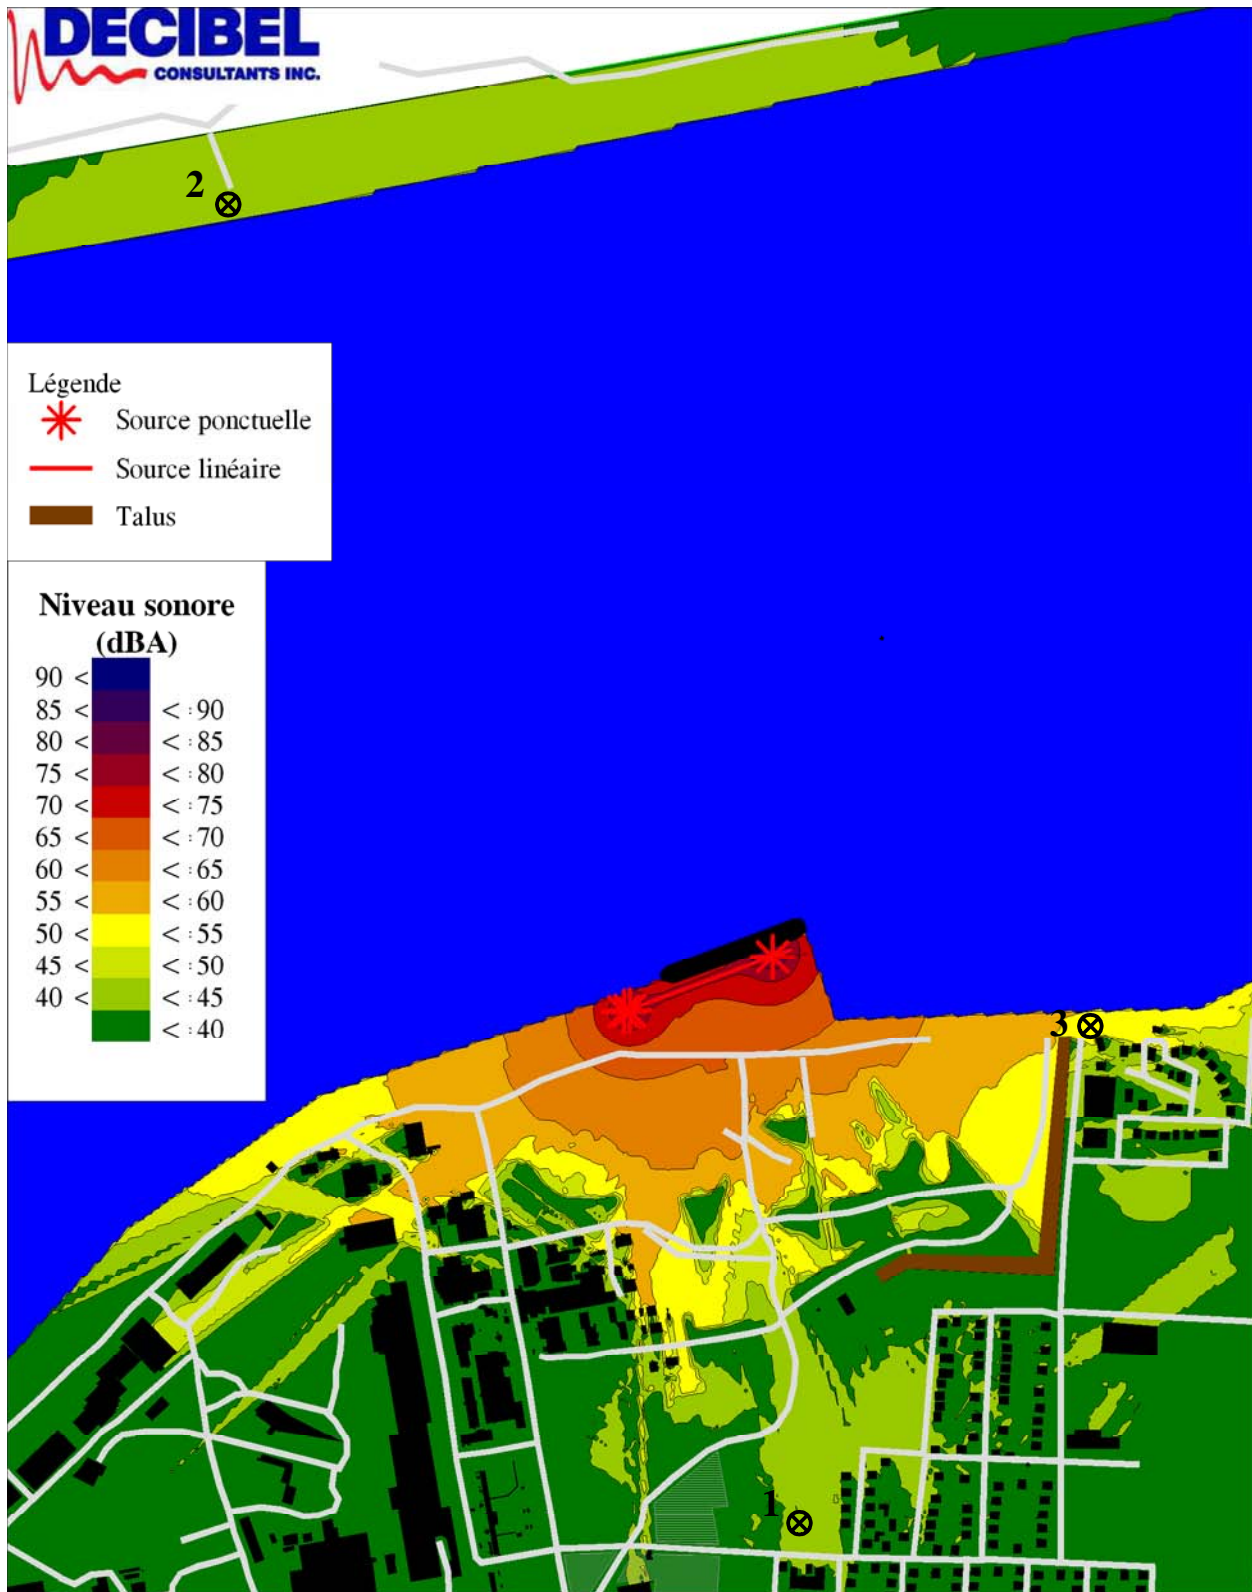 DECIBEL
CONSULTANTS INC.
2
Légende
Source ponctuelle
Source linéaire
Talus
Niveau sonore
(dBA)
90 <
85 < < : 90
80 < < : 85
75 < < : 80
70 < < : 75
65 < < : 70
60 < < : 65
55 < < : 60
50 < < : 55
45 < < : 50
40 < < : 45
< : 40
3
1